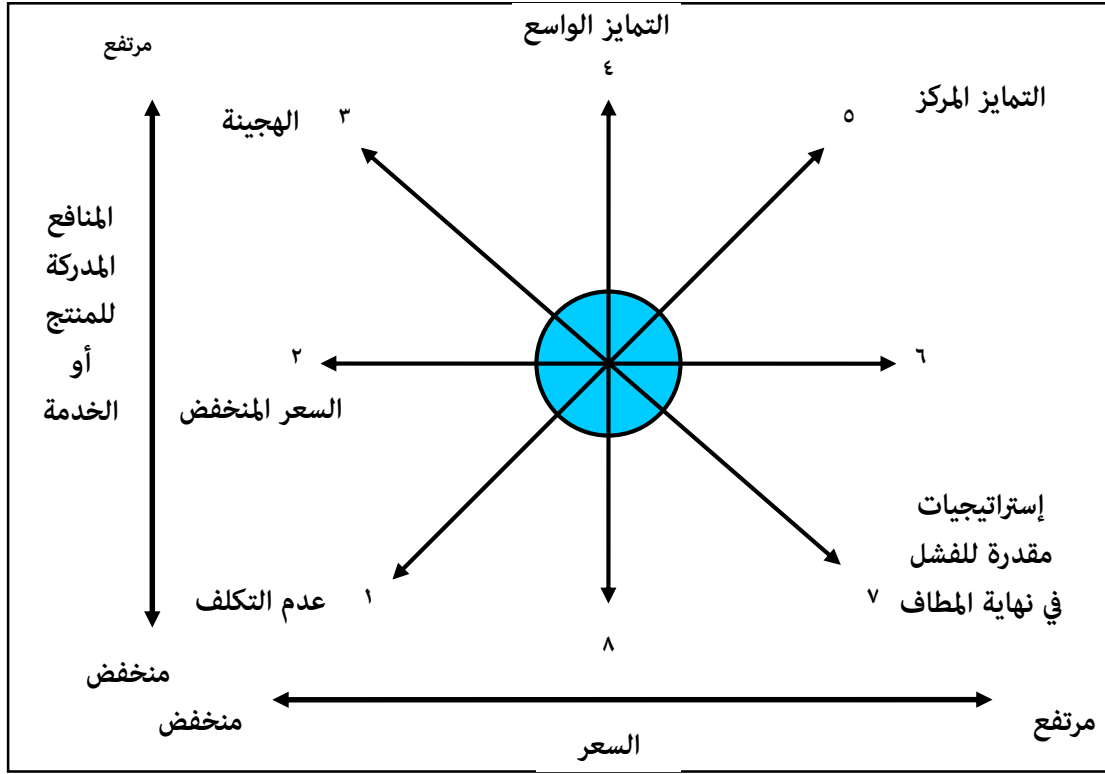 التمايز الواسع
٤
مرتفع
التمايز المركز
٥
٣
الهجينة
المنافع
المدركة
للمنتج
أو
الخدمة
٢
السعر المنخفض
٦
إستراتيجيات
مقدرة للفشل
في نهاية المطاف
٧
١
عدم التكلف
٨
منخفض
منخفض
مرتفع
السعر